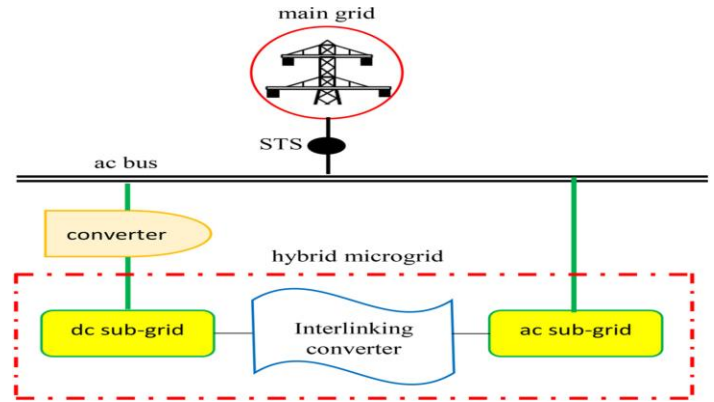 main grid
STS
ac bus
converter
hybrid microgrid
dc sub-grid
Interlinking
converter
ac sub-grid